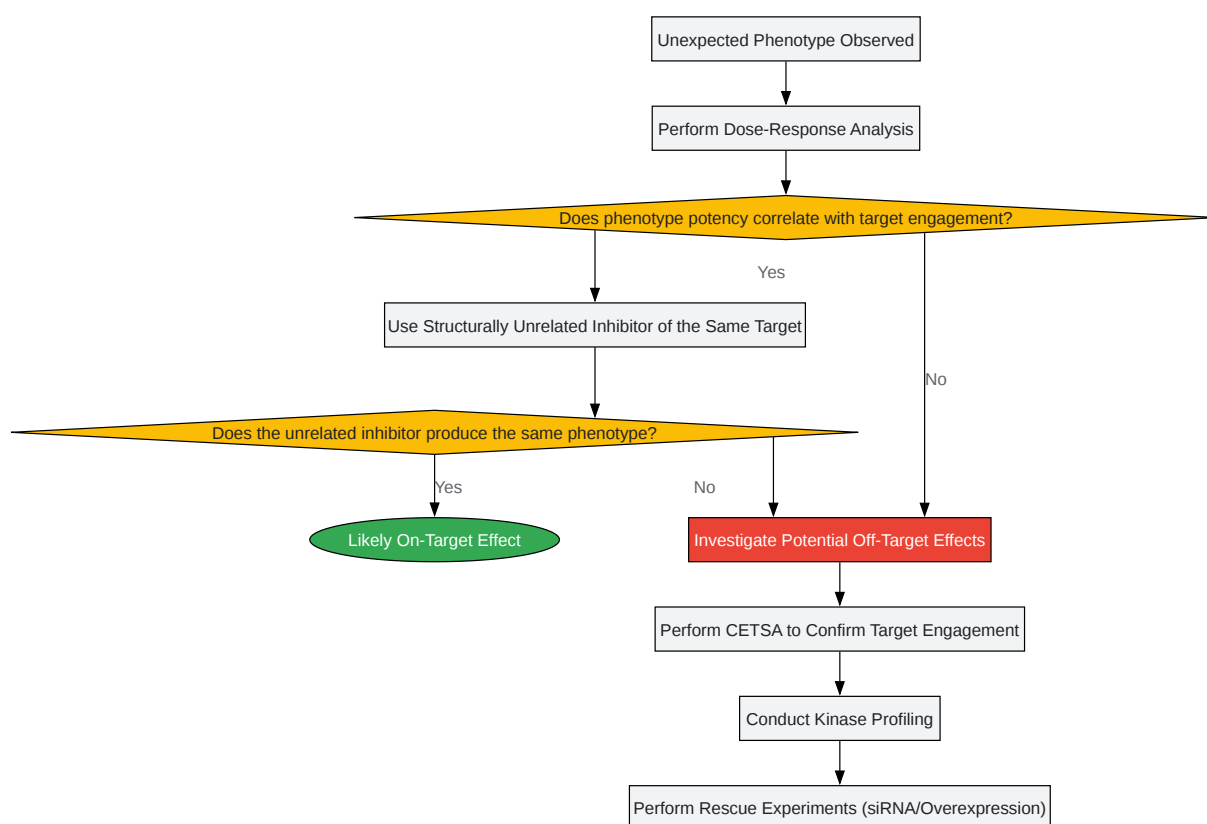 Unexpected Phenotype Observed
Perform Dose-Response Analysis
Does phenotype potency correlate with target engagement?
Yes
Use Structurally Unrelated Inhibitor of the Same Target
No
Does the unrelated inhibitor produce the same phenotype?
Yes
No
Likely On-Target Effect
Investigate Potential Off-Target Effects
Perform CETSA to Confirm Target Engagement
Conduct Kinase Profiling
Perform Rescue Experiments (siRNA/Overexpression)